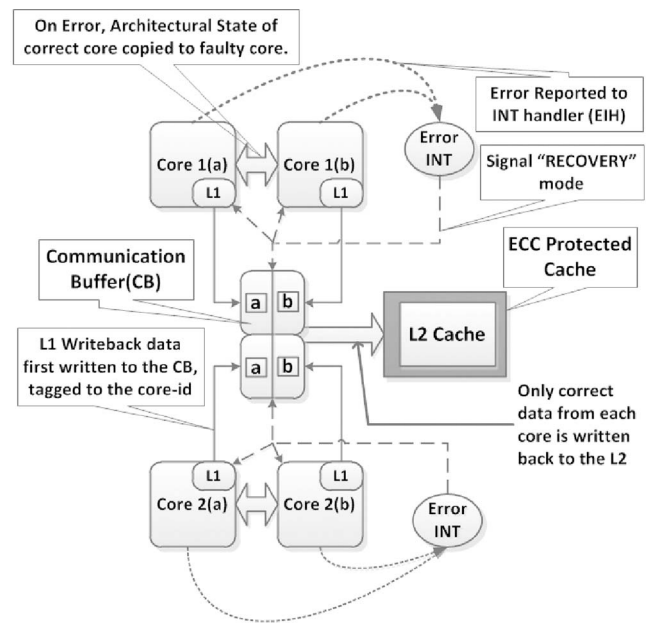 On Error, Architectural State of
correct core copied to faulty core.
Error Reported to
INT handler (EIH)
Error
INT
Core 1(a)
L1
Core 1(b)
L1
Signal “RECOVERY”
mode
Communication
Buffer(CB)
ECC Protected
Cache
a
b
L2 Cache
L1 Writeback data
first written to the CB,
tagged to the core-id
a
b
Only correct
data from each
core is written
back to the L2
L1
Core 2(a)
L1
Core 2(b)
Error
INT